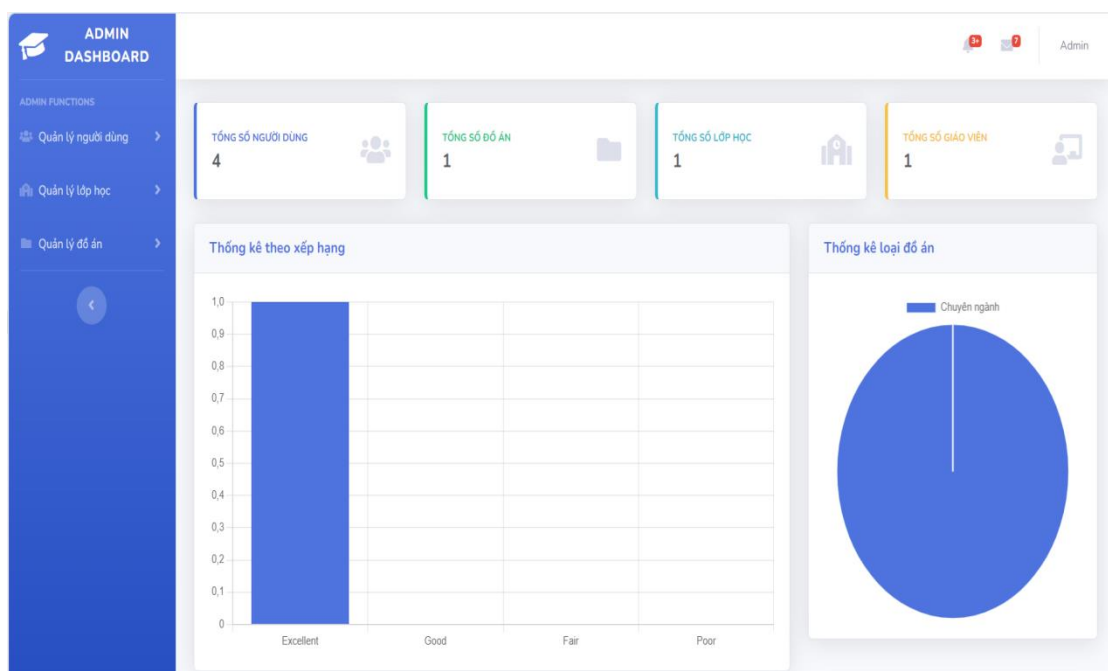 ADMIN
DASHBOARD
3+
7
Admin
ADMIN FUNCTIONS
Quản lý người dùng
Quản lý lớp học
Quản lý đồ án
TỔNG SỐ NGƯỜI DÙNG
4
TỔNG SỐ ĐỒ ÁN
1
TỔNG SỐ LỚP HỌC
1
TỔNG SỐ GIÁO VIÊN
1
Thống kê theo xếp hạng
1,0
0,9
0,8
0,7
0,6
0,5
0,4
0,3
0,2
0,1
0
Excellent Good Fair Poor
Thống kê loại đồ án
Chuyên ngành